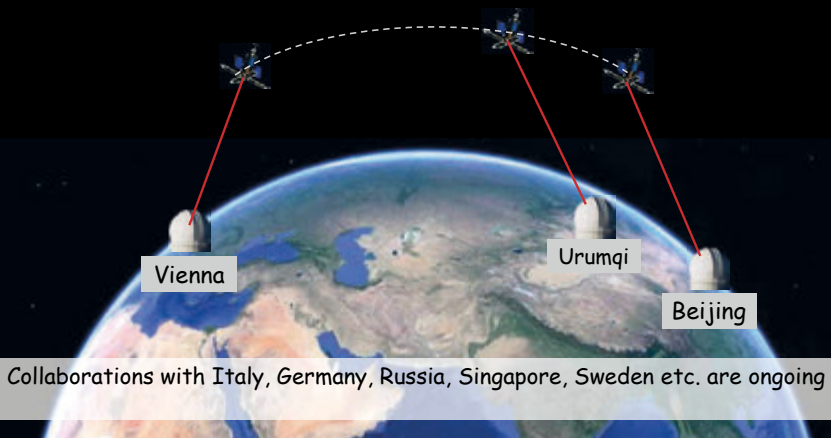 Vienna
Urumqi
Beijing
Collaborations with Italy, Germany, Russia, Singapore, Sweden etc. are ongoing